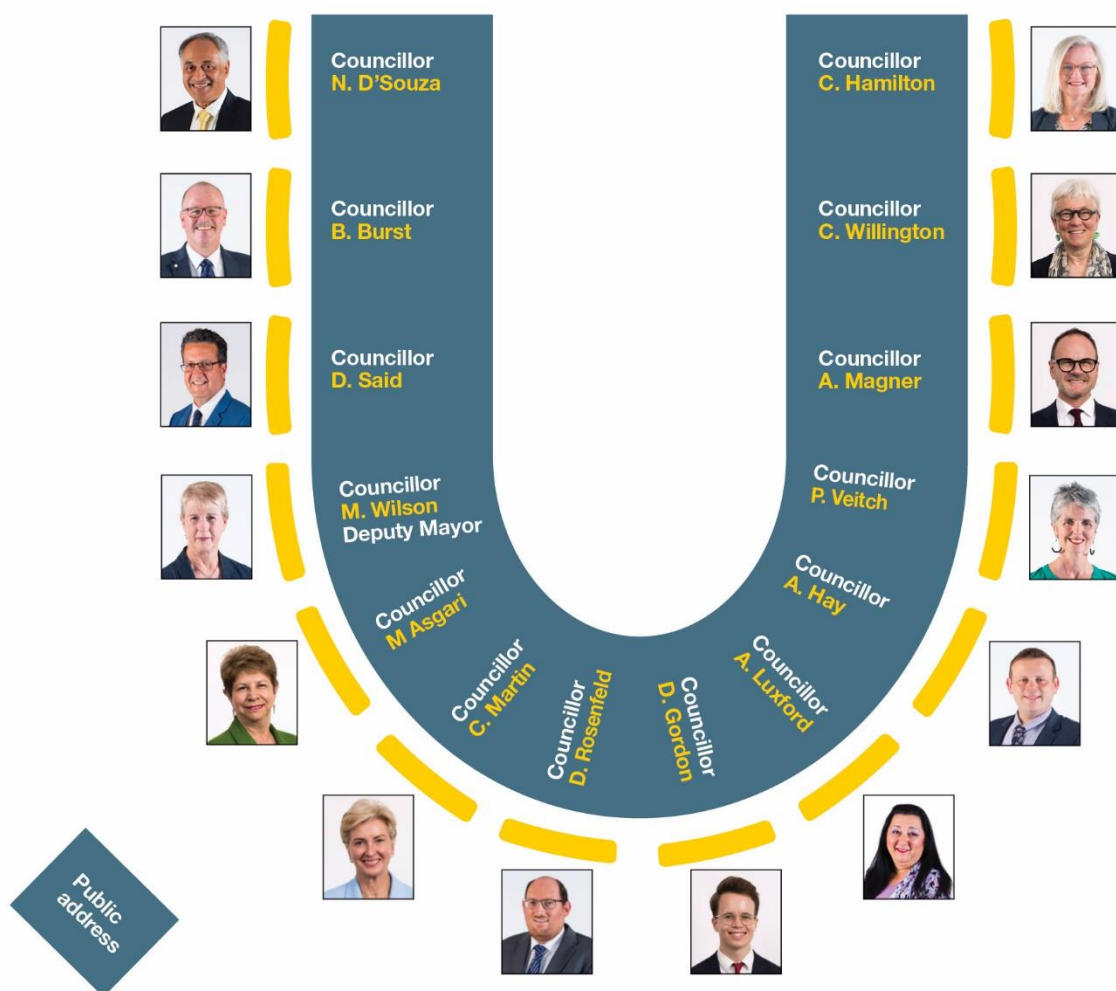 Councillor
N. D'Souza
Councillor
C. Hamilton
Councillor
B. Burst
Councillor
C. Willington
Councillor
D. Said
Councillor
A. Magner
Councillor
M. Wilson
Deputy Mayor
Councillor
P. Veitch
Councillor
M Asgari
Councillor
A. Hay
Councillor
C. Martin
Councillor
A. Luxford
Councillor
D. Rosenfeld
Councillor
D. Gordon
Public
address